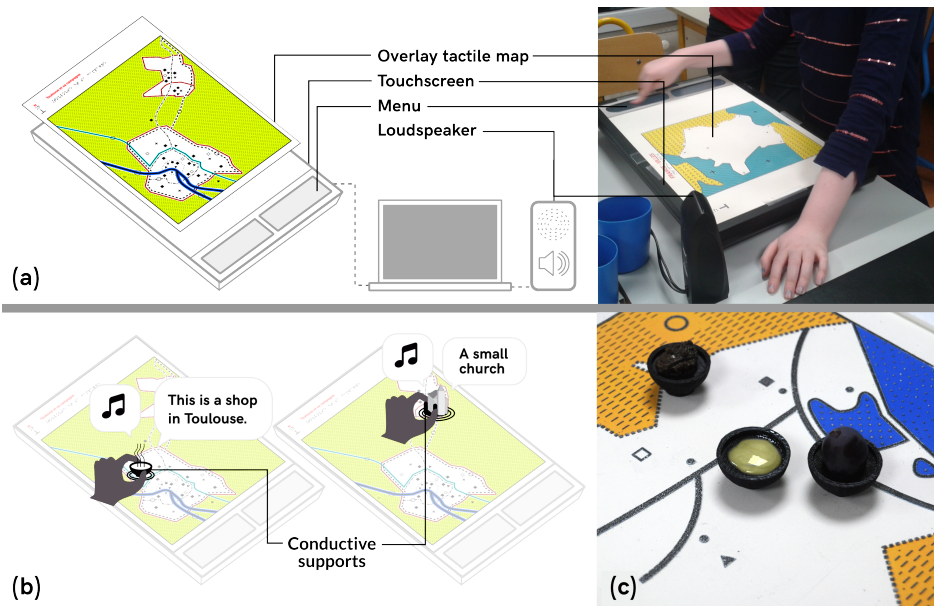 Overlay tactile map
Touchscreen
Menu
Loudspeaker
(a)
This is a shop
in Toulouse.
A small
church
Conductive
supports
(b)
(c)